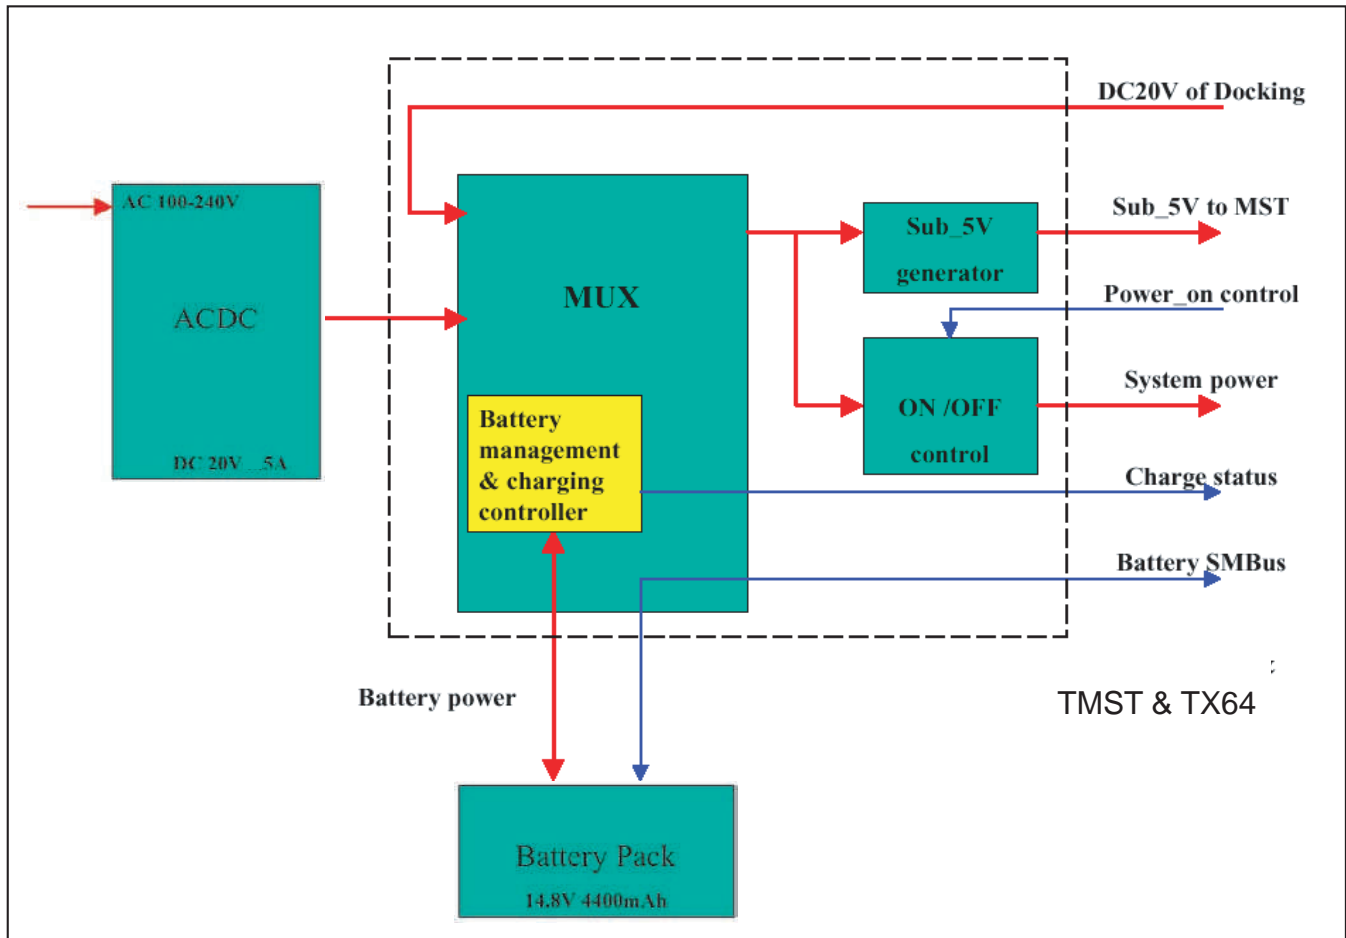 DC20V of Docking
AC 100-240V
Sub_5V to MST
Sub_5V
generator
MUX
Power_on control
ACDC
System power
ON /OFF
control
Battery
management
& charging
controller
DC 20V 5A
Charge status
Battery SMBus
Battery power
TMST & TX64
Battery Pack
14.8V 4400mAh